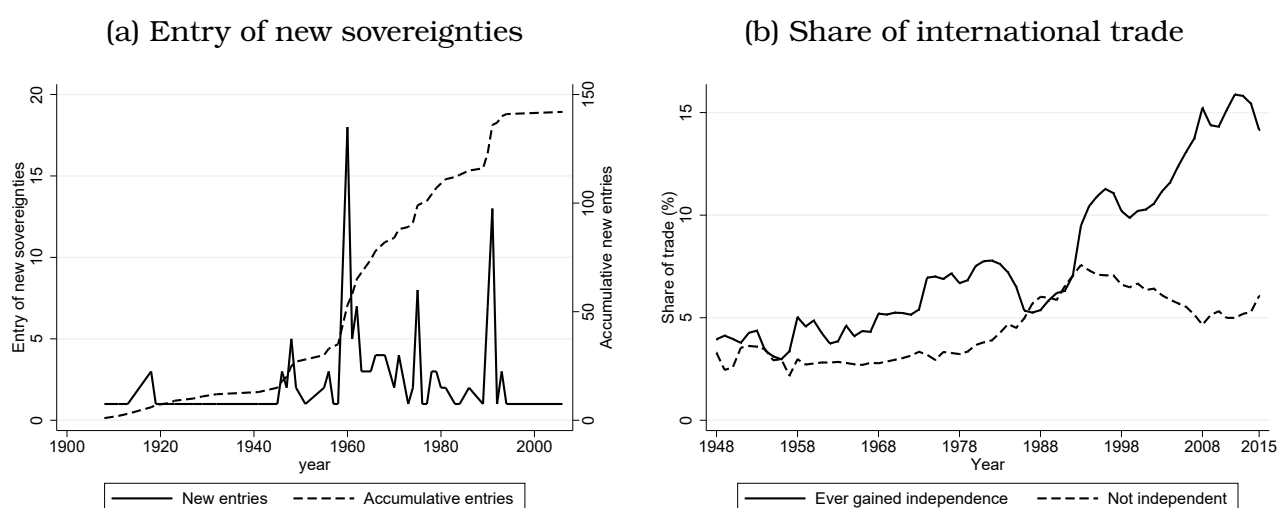 (a) Entry of new sovereignties
Entry of new sovereignties
20
15
10
5
0
150
100
50
0
Accumulative new entries
1900 1920 1940 1960 1980 2000
year
New entries Accumulative entries
(b) Share of international trade
Share of trade (%)
15
10
5
0
1948 1958 1968 1978 1988 1998 2008 2015
Year
Ever gained independence Not independent